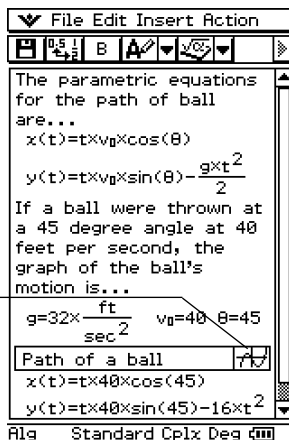 File Edit Insert Action
B
The parametric equations
for the path of ball
are...
x(t)=t×v₀×cos(θ)
y(t)=t×v₀×sin(θ)-g×t²/2
If a ball were thrown at
a 45 degree angle at 40
feet per second, the
graph of the ball's
motion is...
g=32×ft/sec² v₀=40 θ=45
Path of a ball
x(t)=t×40×cos(45)
y(t)=t×40×sin(45)-16×t²
Alg Standard Cplx Deg